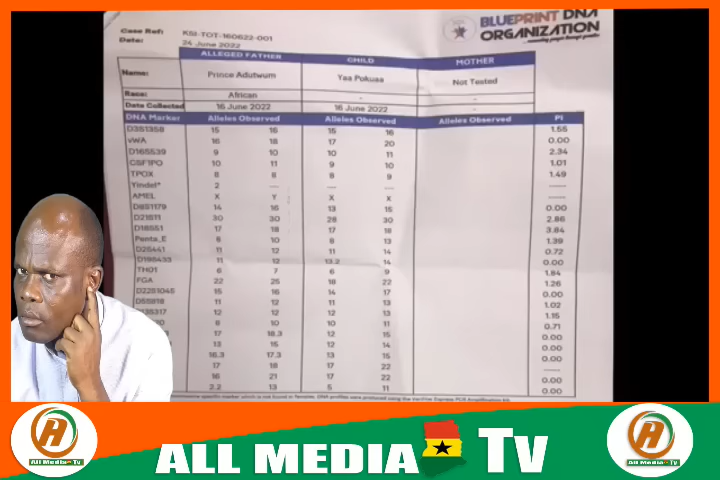 BLUEPRINT DNA
ORGANIZATION
Case Ref: KSI-TOT-160622-001
Date: 24 June 2022
ALLEGED FATHER CHILD MOTHER
Name: Prince Adutwum Yaa Pokuaa Not Tested
Race: African - -
Date Collected 16 June 2022 16 June 2022 -
DNA Marker Alleles Observed Alleles Observed Alleles Observed PI
D3S1358 15 16 15 16 1.55
vWA 16 18 17 20 0.00
D16S539 9 10 10 11 2.34
CSF1PO 10 11 9 10 1.01
TPOX 8 8 8 9 1.49
Yindel* 2 --- --- --- -----
AMEL X Y X X -----
D8S1179 14 15 13 15 0.00
D21S11 30 30 28 30 2.86
D18S51 17 18 17 18 3.84
Penta_E 8 10 8 13 1.39
D2S441 11 12 11 14 0.72
D19S433 11 12 13.2 14 0.00
TH01 6 7 6 9 1.84
FGA 22 25 18 22 1.26
D22S1045 15 16 14 17 0.00
D5S818 11 12 11 13 1.02
12 12 12 13 1.15
8 10 10 11 0.71
17 18.3 12 15 0.00
13 15 12 14 0.00
16.3 17.3 13 15 0.00
17 18 17 22 -----
16 21 17 22 0.00
2.2 13 5 11 0.00
ALL MEDIA TV
All Media Tv
All Media Tv